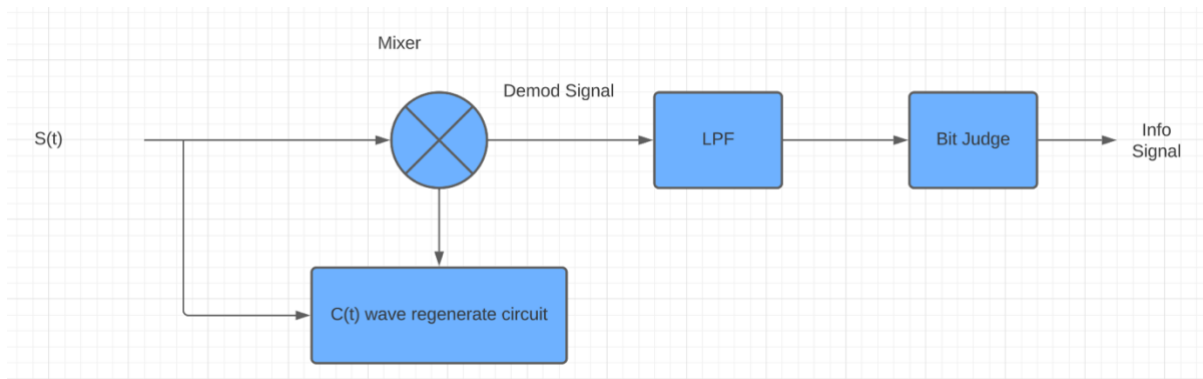 Mixer
Demod Signal
S(t)
LPF
Bit Judge
Info
Signal
C(t) wave regenerate circuit